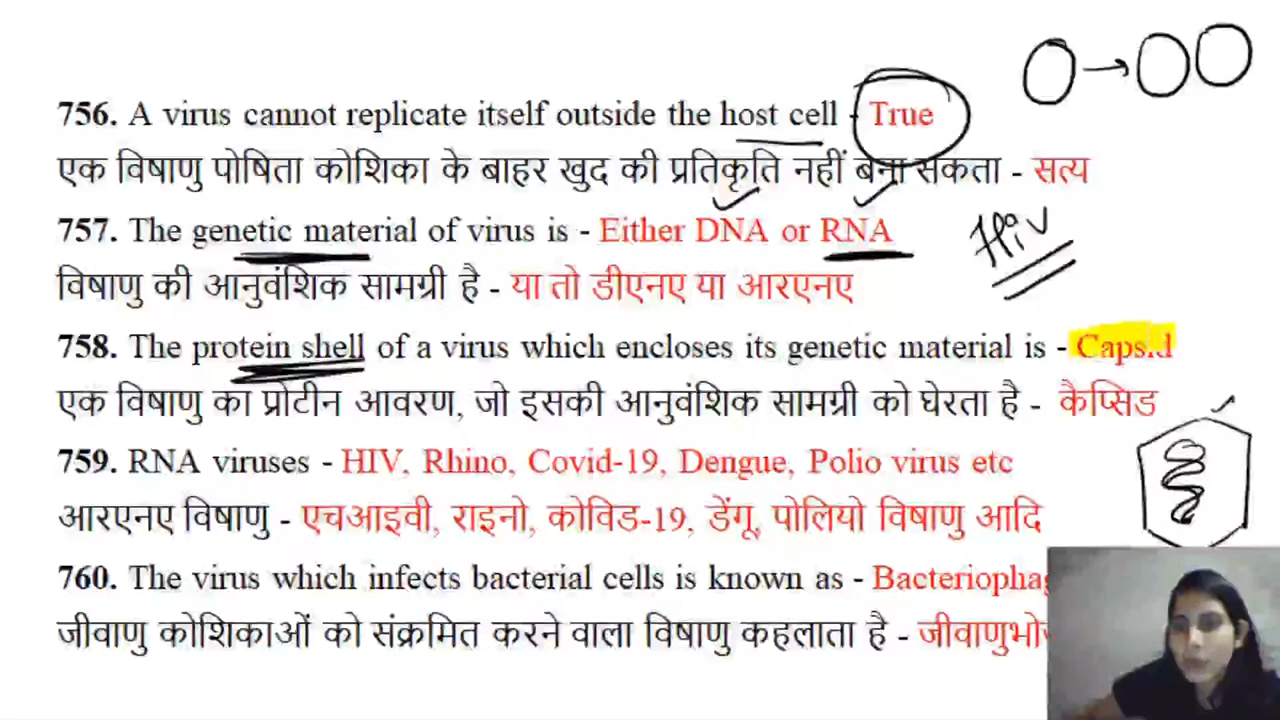 756. A virus cannot replicate itself outside the host cell - True
एक विषाणु पोषिता कोशिका के बाहर खुद की प्रतिकृति नहीं बना सकता - सत्य
757. The genetic material of virus is - Either DNA or RNA
HiV
विषाणु की आनुवंशिक सामग्री है - या तो डीएनए या आरएनए
758. The protein shell of a virus which encloses its genetic material is - Capsid
एक विषाणु का प्रोटीन आवरण, जो इसकी आनुवंशिक सामग्री को घेरता है - कैप्सिड
759. RNA viruses - HIV, Rhino, Covid-19, Dengue, Polio virus etc
आरएनए विषाणु - एचआइवी, राइनो, कोविड-19, डेंगू, पोलियो विषाणु आदि
760. The virus which infects bacterial cells is known as -
जीवाणु कोशिकाओं को संक्रमित करने वाला विषाणु कहलाता है -